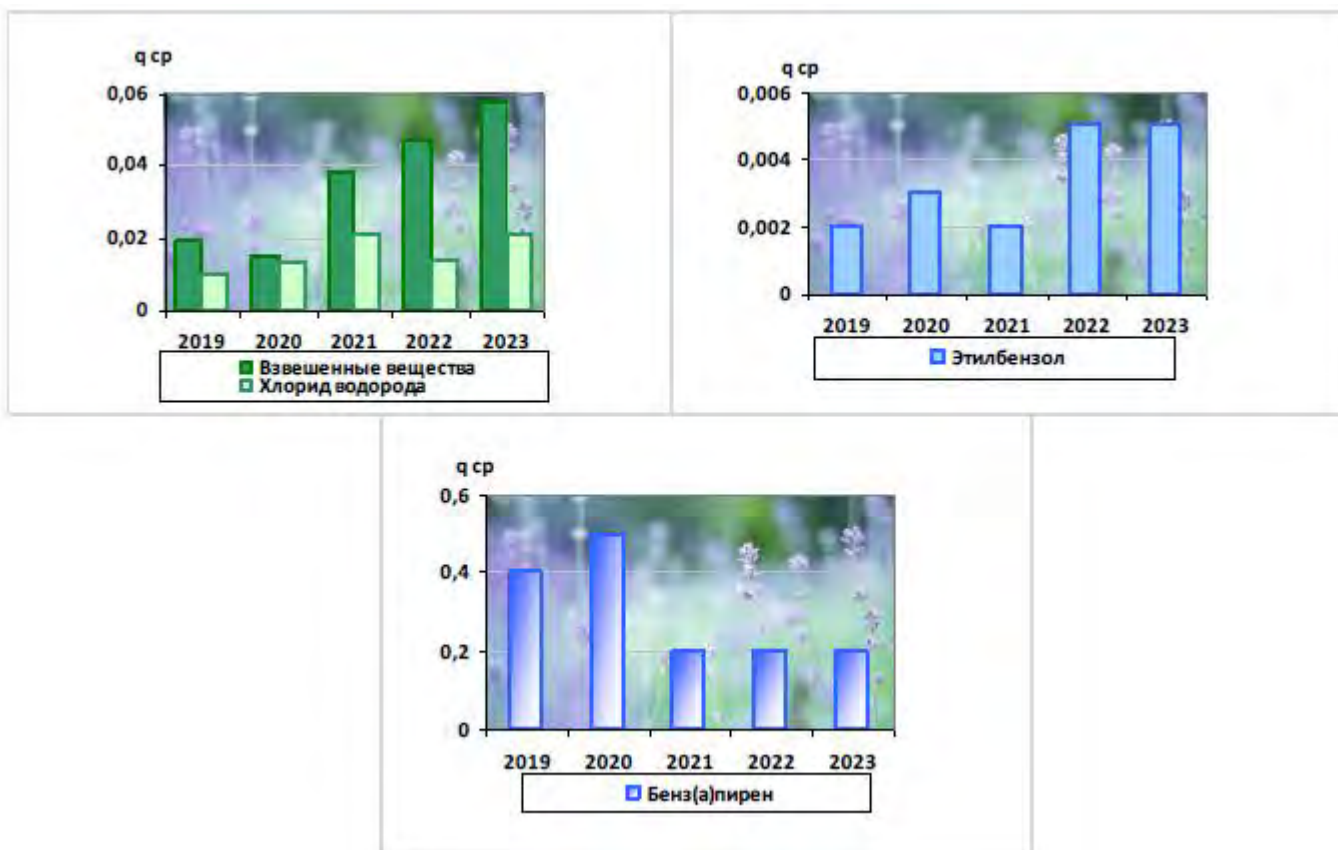 q ср
0,06
0,04
0,02
0
2019 2020 2021 2022 2023
Взвешенные вещества
Хлорид водорода
q ср
0,006
0,004
0,002
0
2019 2020 2021 2022 2023
Этилбензол
q ср
0,6
0,4
0,2
0
2019 2020 2021 2022 2023
Бенз(а)пирен